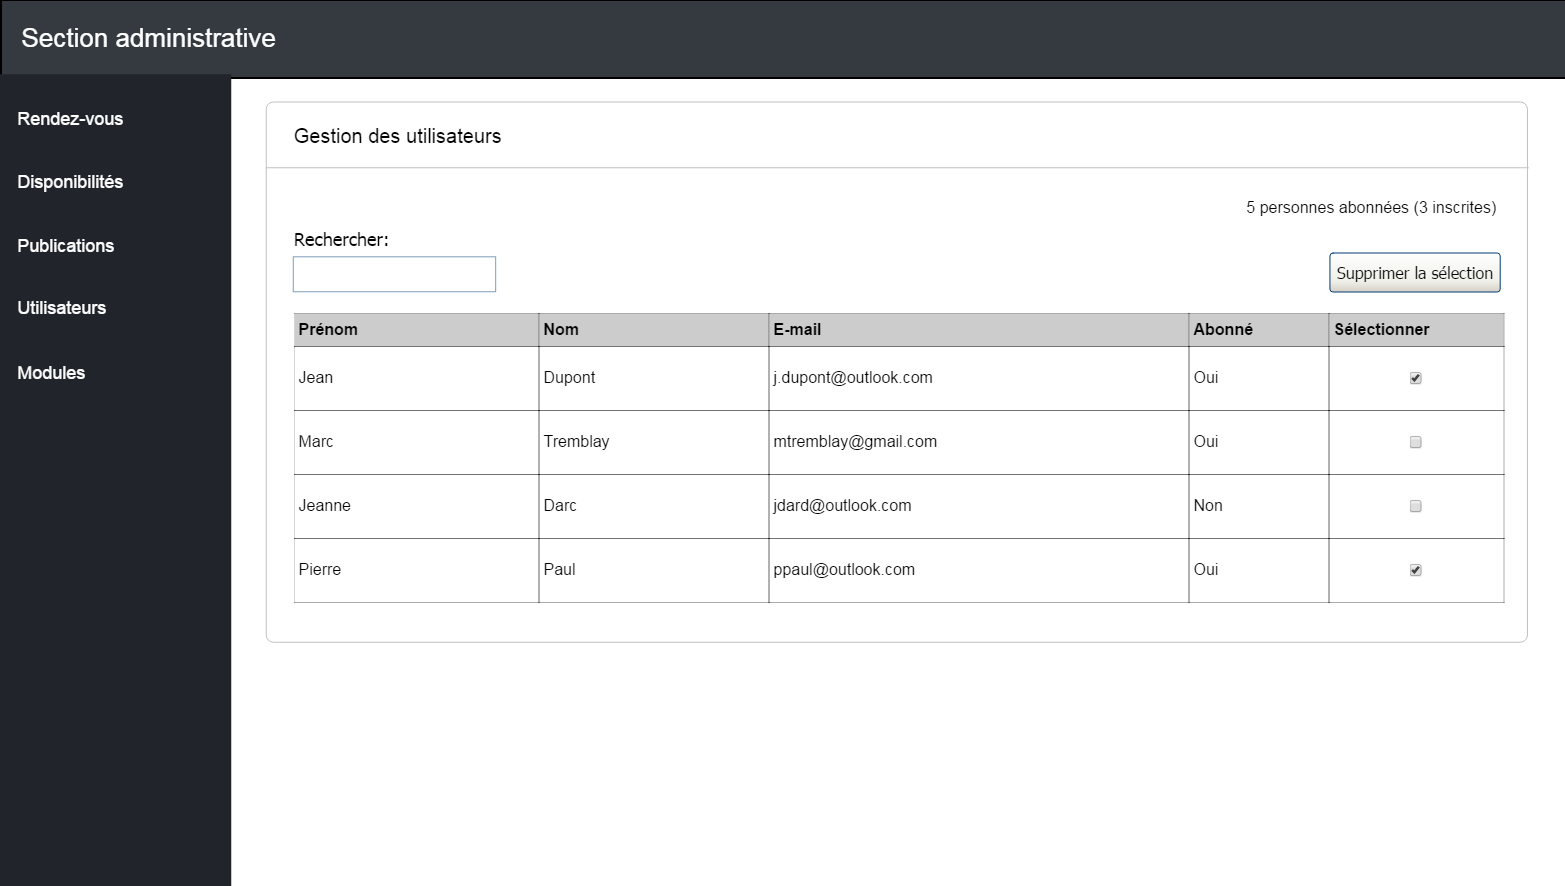 Section administrative
Rendez-vous
Disponibilités
Publications
Utilisateurs
Modules
Gestion des utilisateurs
5 personnes abonnées (3 inscrites)
Rechercher:
Supprimer la sélection
Prénom Nom E-mail Abonné Sélectionner
Jean Dupont j.dupont@outlook.com Oui
Marc Tremblay mtremblay@gmail.com Oui
Jeanne Darc jdard@outlook.com Non
Pierre Paul ppaul@outlook.com Oui